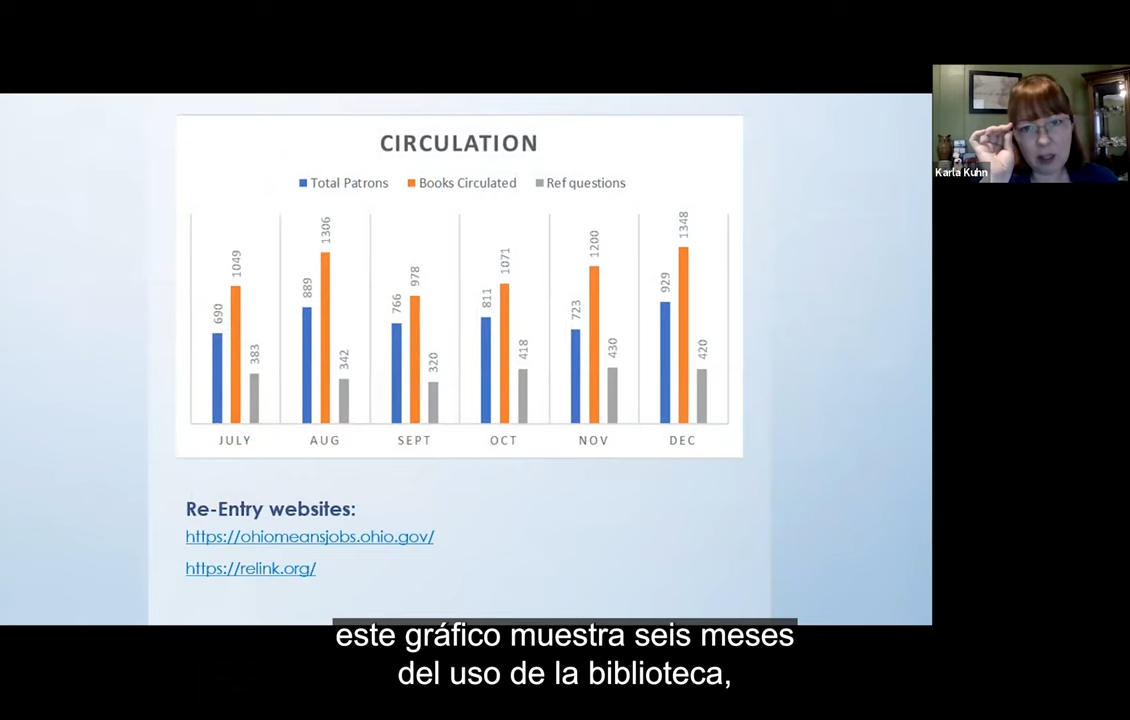 CIRCULATION
Total Patrons Books Circulated Ref questions
690 1049 383 889 1306 342 766 978 320 811 1071 418 723 1200 430 929 1348 420
JULY AUG SEPT OCT NOV DEC
Karla Kuhn
Re-Entry websites:
https://ohiomeansjobs.ohio.gov/
https://relink.org/
este gráfico muestra seis meses
del uso de la biblioteca,